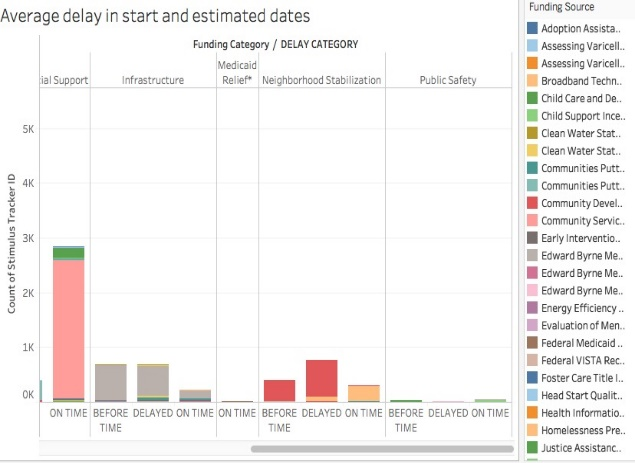 Average delay in start and estimated dates
Funding Category / DELAY CATEGORY
ial Support
Infrastructure
Medicaid
Relief*
Neighborhood Stabilization
Public Safety
Count of Stimulus Tracker ID
5K
4K
3K
2K
1K
0K
ON TIME
BEFORE
TIME
DELAYED
ON TIME
ON TIME
BEFORE
TIME
DELAYED
ON TIME
BEFORE
TIME
DELAYED
ON TIME
Funding Source
Adoption Assista..
Assessing Varicell..
Assessing Varicell..
Broadband Techn..
Child Care and De..
Child Support Ince..
Clean Water Stat..
Clean Water Stat..
Communities Putt..
Communities Putt..
Community Devel..
Community Servic..
Early Interventio..
Edward Byrne Me..
Edward Byrne Me..
Edward Byrne Me..
Energy Efficiency ..
Evaluation of Men..
Federal Medicaid ..
Federal VISTA Rec..
Foster Care Title I..
Head Start Qualit..
Health Informatio..
Homelessness Pre..
Justice Assistanc..